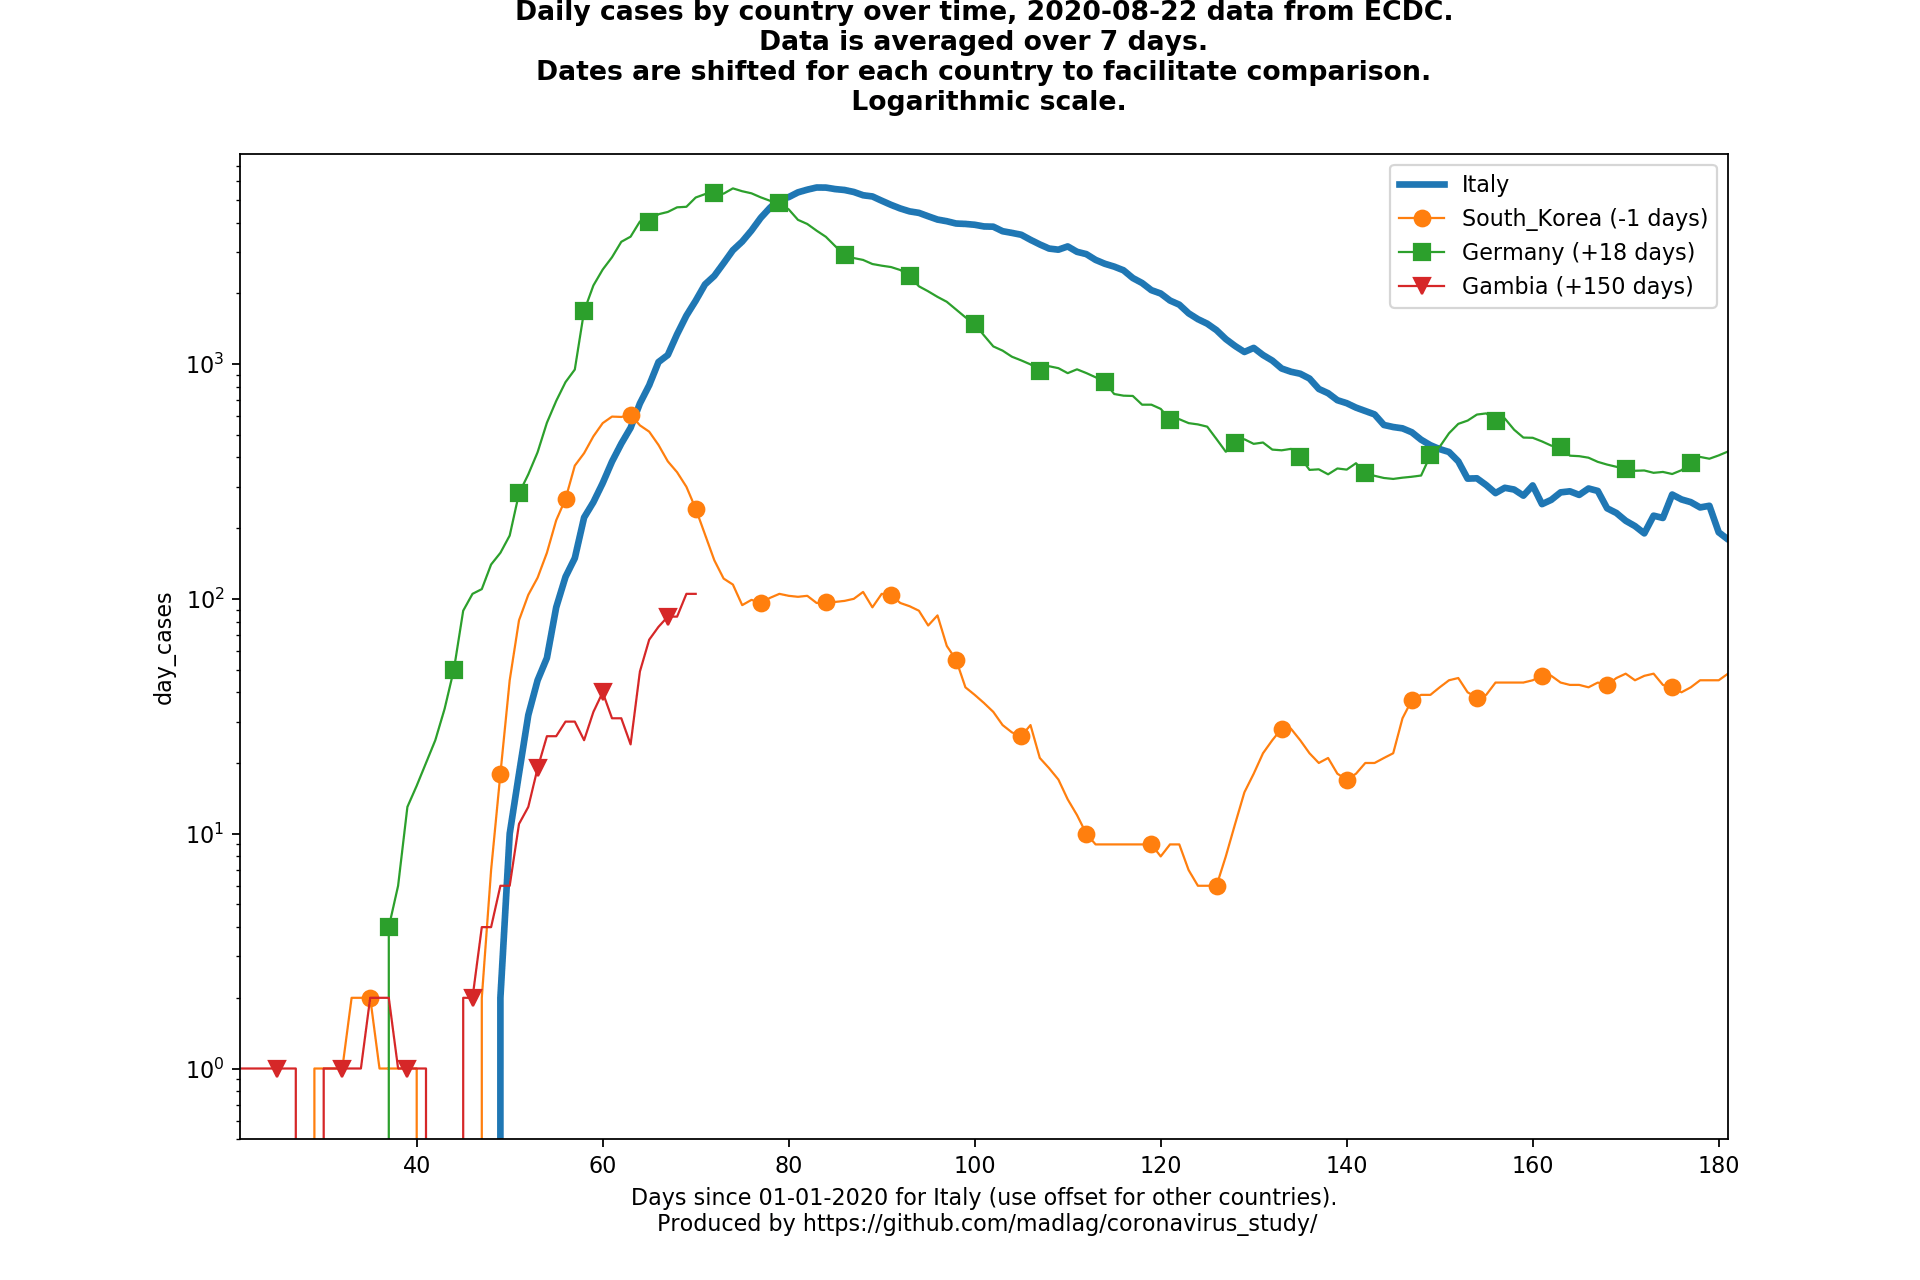 Daily cases by country over time, 2020-08-22 data from ECDC.
Data is averaged over 7 days.
Dates are shifted for each country to facilitate comparison.
Logarithmic scale.
Italy
South_Korea (-1 days)
Germany (+18 days)
Gambia (+150 days)
10³
10²
10¹
10⁰
day_cases
40 60 80 100 120 140 160 180
Days since 01-01-2020 for Italy (use offset for other countries).
Produced by https://github.com/madlag/coronavirus_study/